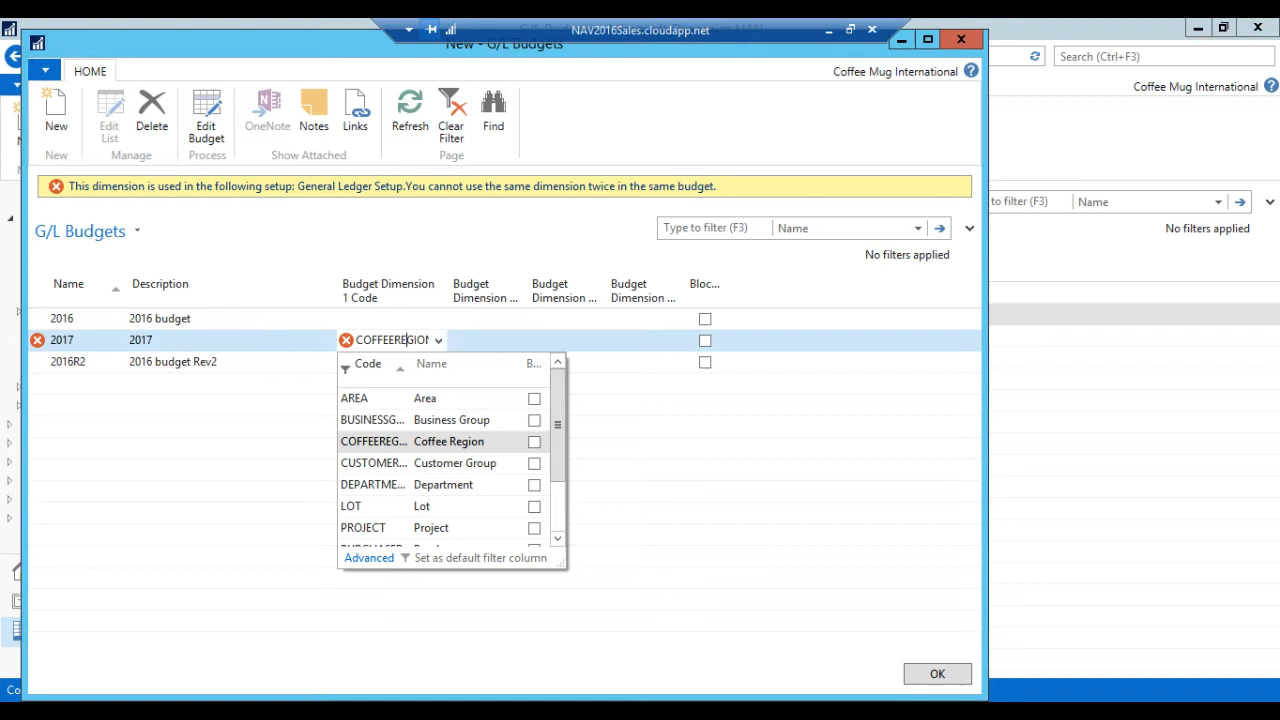 NAV2016Sales.cloudapp.net
New - G/L Budgets
HOME
Coffee Mug International
Search (Ctrl+F3)
Coffee Mug International
New
Edit List
Delete
Edit Budget
OneNote
Notes
Links
Refresh
Clear Filter
Find
New
Manage
Process
Show Attached
Page
This dimension is used in the following setup: General Ledger Setup.You cannot use the same dimension twice in the same budget.
G/L Budgets
Type to filter (F3)
Name
to filter (F3)
Name
No filters applied
No filters applied
Name
Description
Budget Dimension 1 Code
Budget Dimension ...
Budget Dimension ...
Budget Dimension ...
Bloc...
2016 2016 budget
2017 2017 COFFEEREGION
2016R2 2016 budget Rev2
Code Name B...
AREA Area
BUSINESSG... Business Group
COFFEEREG... Coffee Region
CUSTOMER... Customer Group
DEPARTME... Department
LOT Lot
PROJECT Project
Advanced Set as default filter column
OK
Co